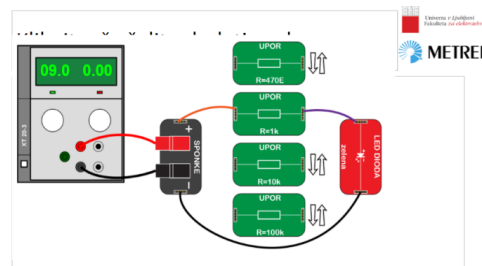 Univerza v Ljubljani
Fakulteta za elektrotehniko
METREL
09.0 0.00
UPOR
R=470E
UPOR
R=1k
UPOR
R=10k
UPOR
R=100k
+
SPONKE
−
LED DIODA
zelena